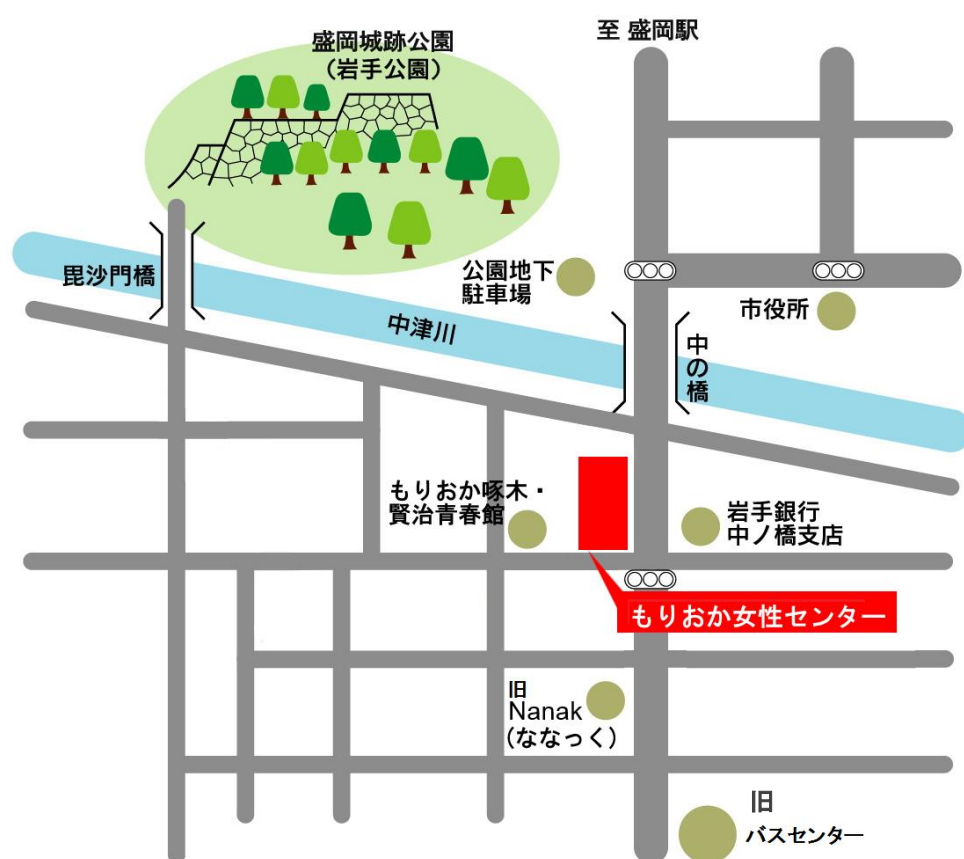 至 盛岡駅
盛岡城跡公園
（岩手公園）
毘沙門橋
公園地下
駐車場
市役所
中津川
中の橋
もりおか啄木・
賢治青春館
岩手銀行
中ノ橋支店
もりおか女性センター
旧
Nanak
(ななっく)
旧
バスセンター